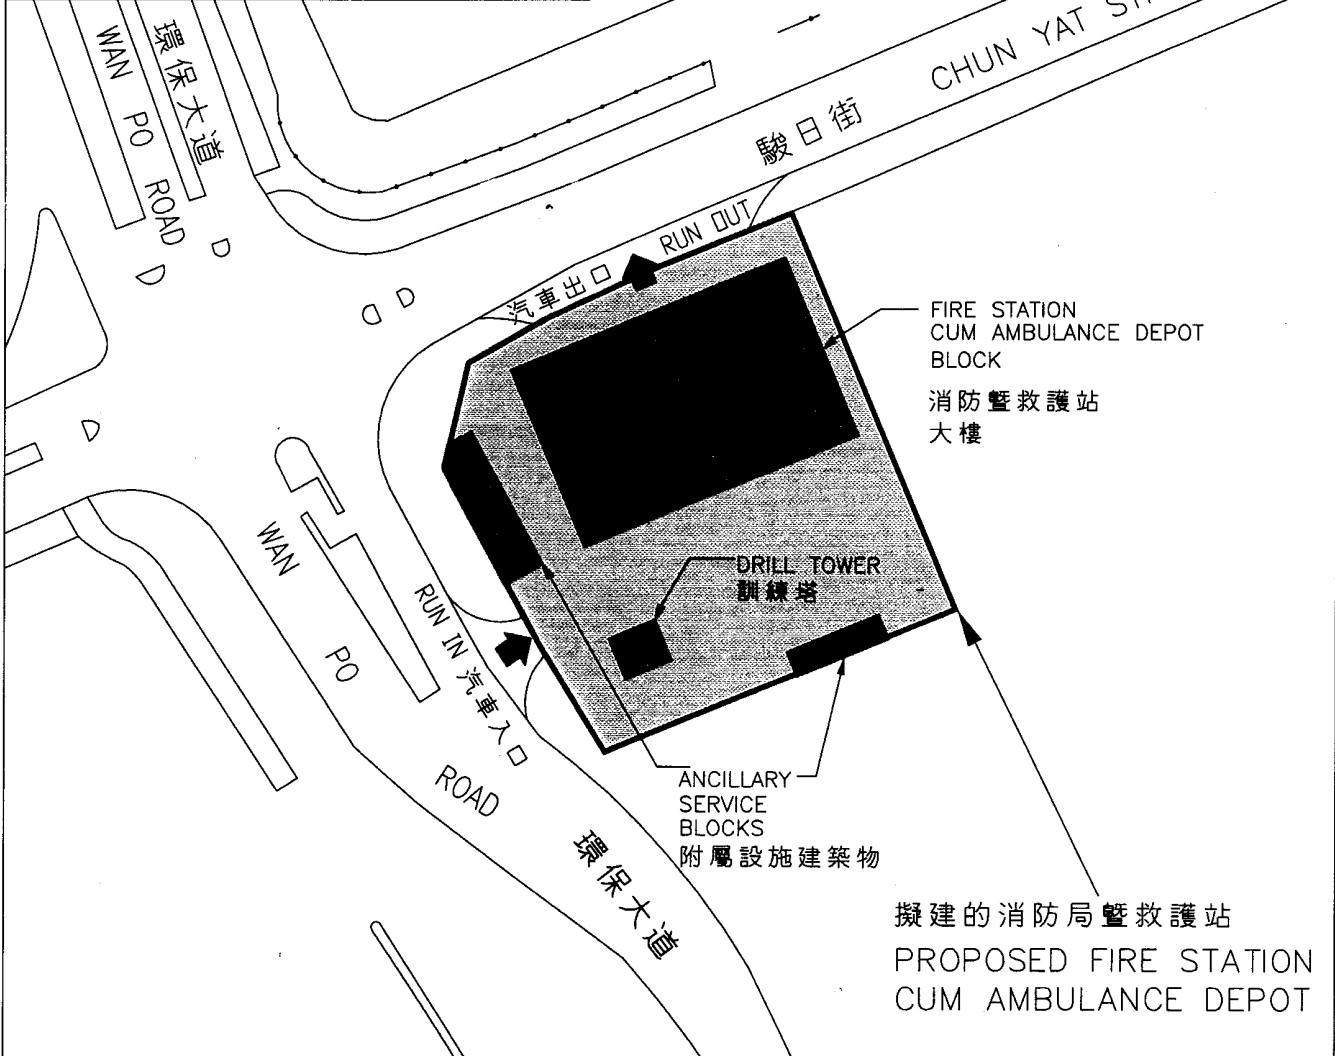 環保大道
WAN PO ROAD
駿日街
CHUN YAT
汽車出口
RUN OUT
FIRE STATION
CUM AMBULANCE DEPOT
BLOCK
消防暨救護站
大樓
WAN PO ROAD
RUN IN 汽車入口
DRILL TOWER
訓練塔
ANCILLARY
SERVICE
BLOCKS
附屬設施建築物
環保大道
擬建的消防局暨救護站
PROPOSED FIRE STATION
CUM AMBULANCE DEPOT